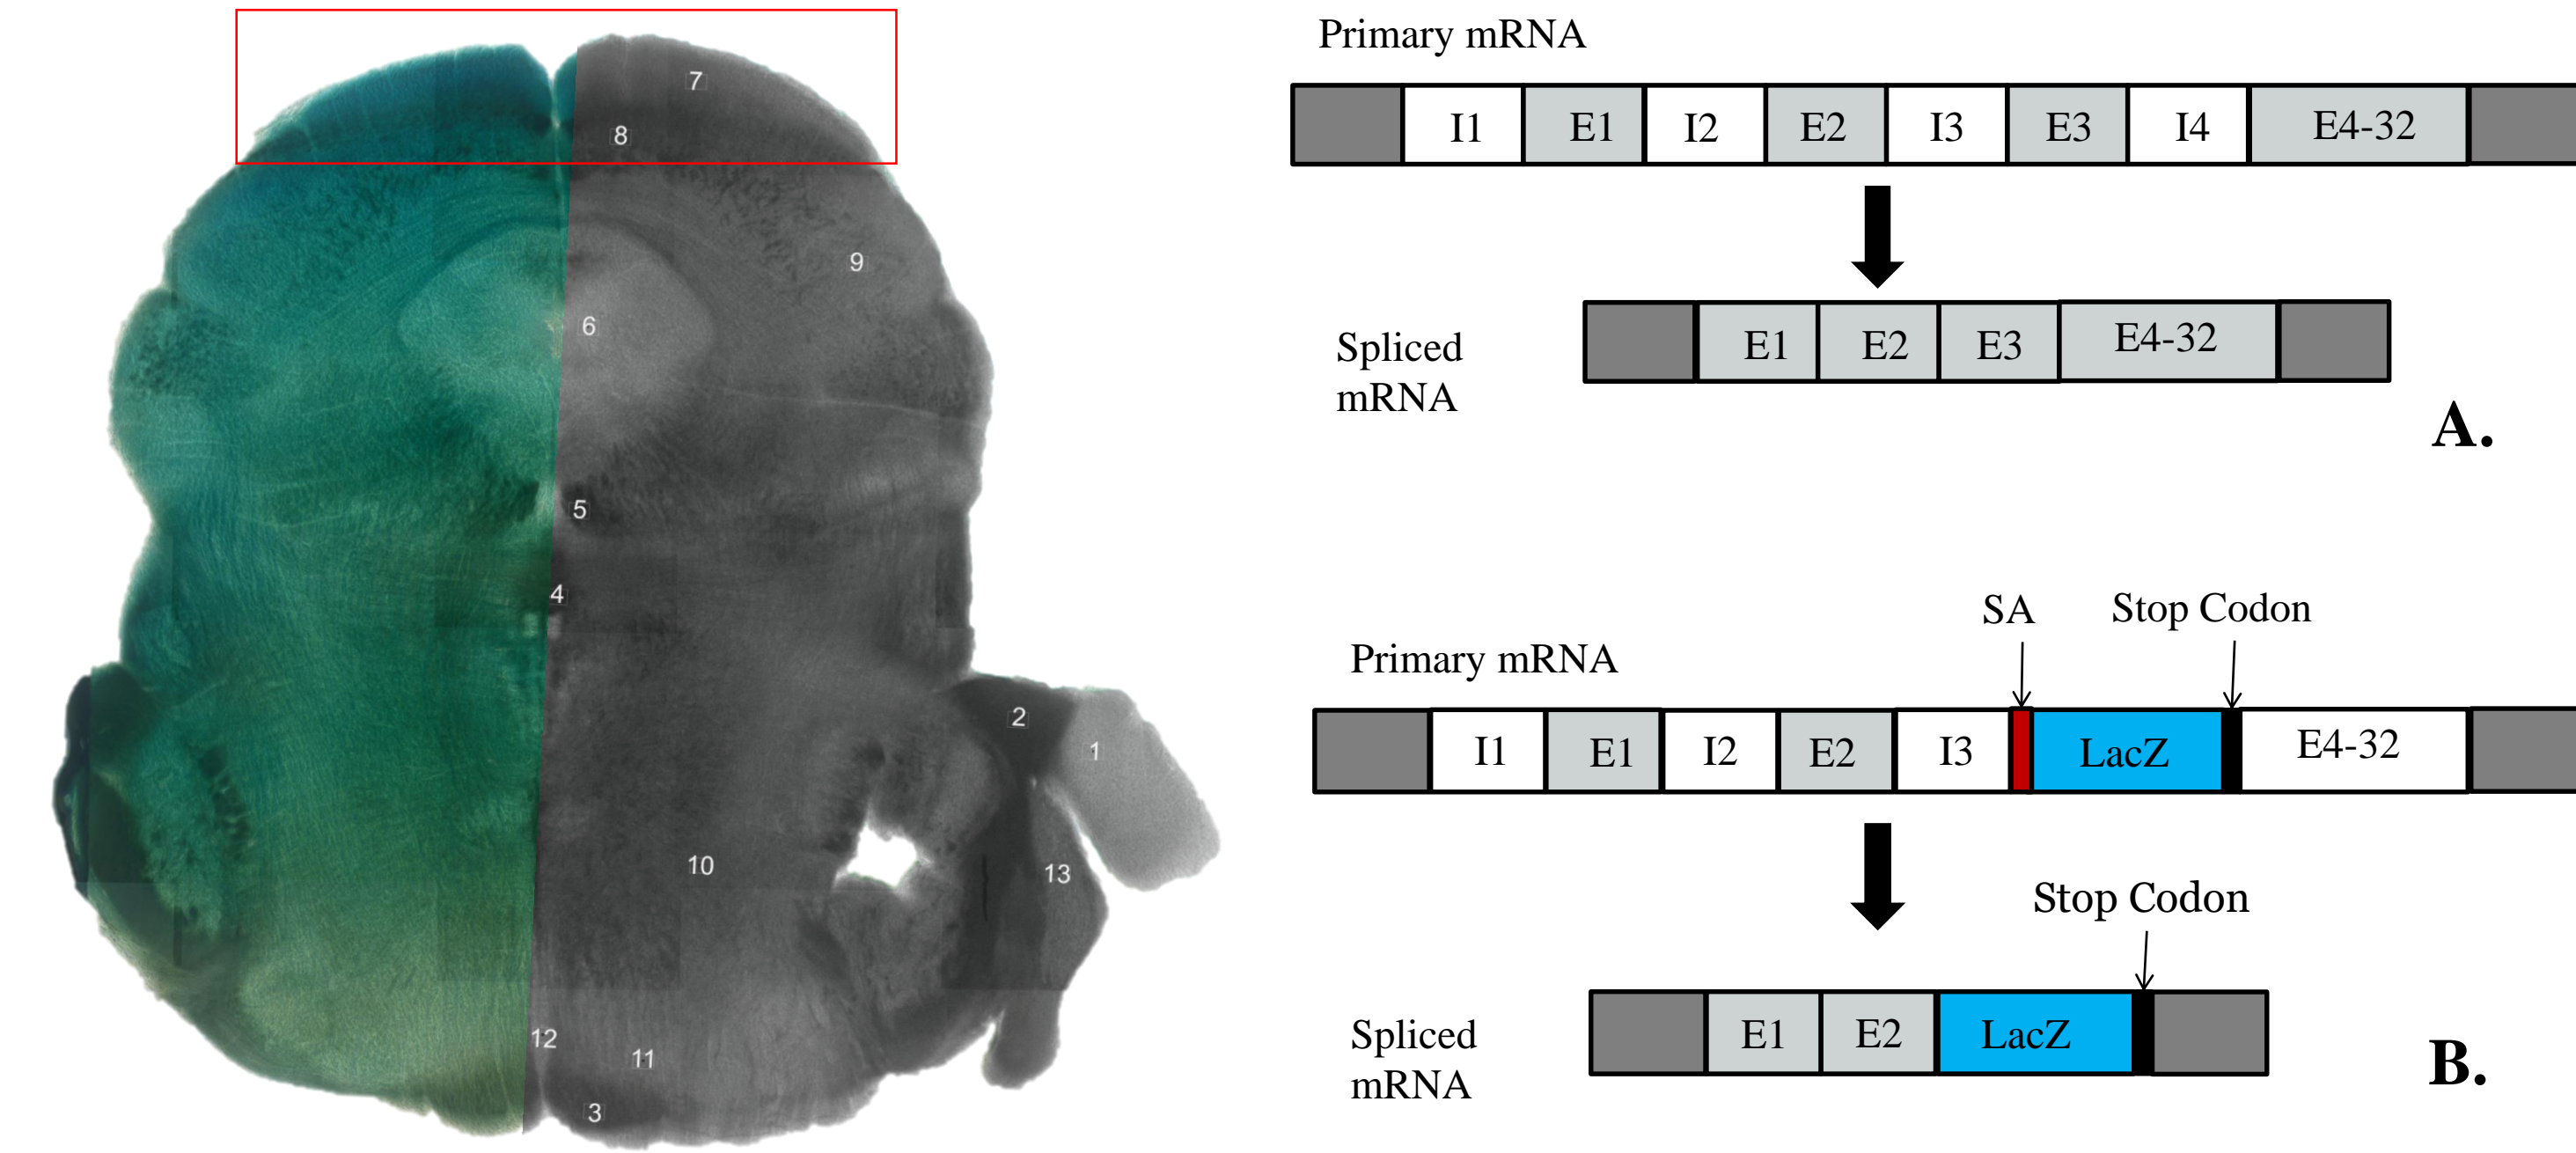 7
8
9
6
5
4
2
1
10
13
12
11
3
Primary mRNA
I1 E1 I2 E2 I3 E3 I4 E4-32
Spliced
mRNA
E1 E2 E3 E4-32
A.
SA Stop Codon
Primary mRNA
I1 E1 I2 E2 I3 LacZ E4-32
Stop Codon
Spliced
mRNA
E1 E2 LacZ
B.